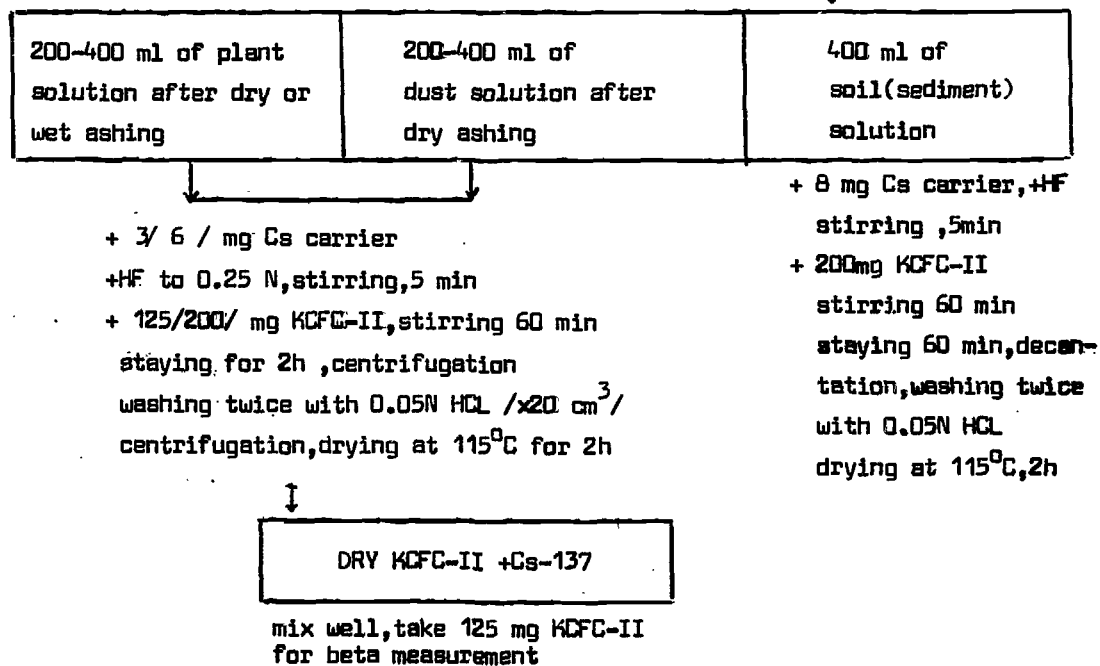 200-400 ml of plant
solution after dry or
wet ashing
200-400 ml of
dust solution after
dry ashing
400 ml of
soil(sediment)
solution
+ 3/ 6 / mg Cs carrier
+HF to 0.25 N,stirring,5 min
+ 125/200/ mg KCFC-II,stirring 60 min
staying for 2h ,centrifugation
washing twice with 0.05N HCL /x20 cm³/
centrifugation,drying at 115⁰C for 2h
+ 8 mg Cs carrier,+HF
stirring ,5min
+ 200mg KCFC-II
stirring 60 min
staying 60 min,decan-
tation,washing twice
with 0.05N HCL
drying at 115⁰C,2h
DRY KCFC-II +Cs-137
mix well,take 125 mg KCFC-II
for beta measurement